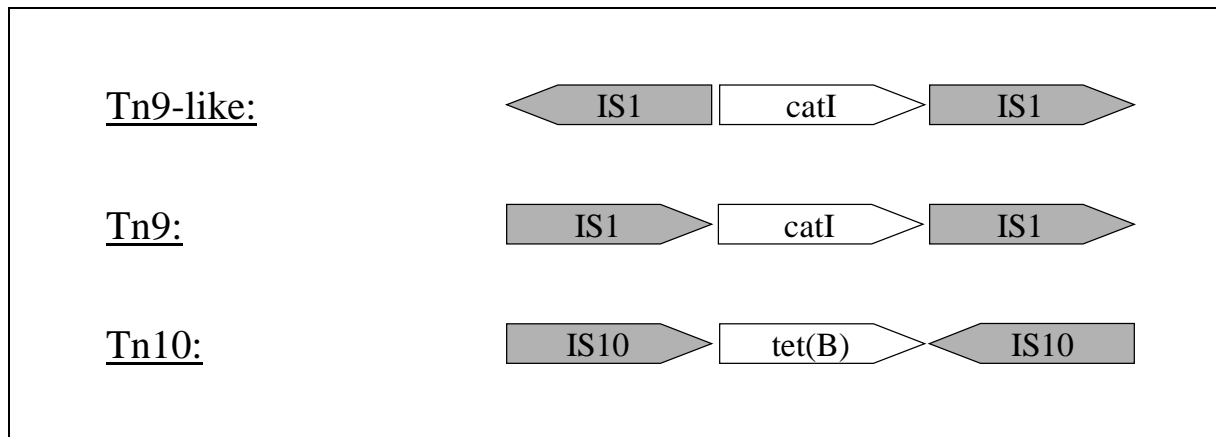 Tn9-like: IS1 catI IS1
Tn9: IS1 catI IS1
Tn10: IS10 tet(B) IS10